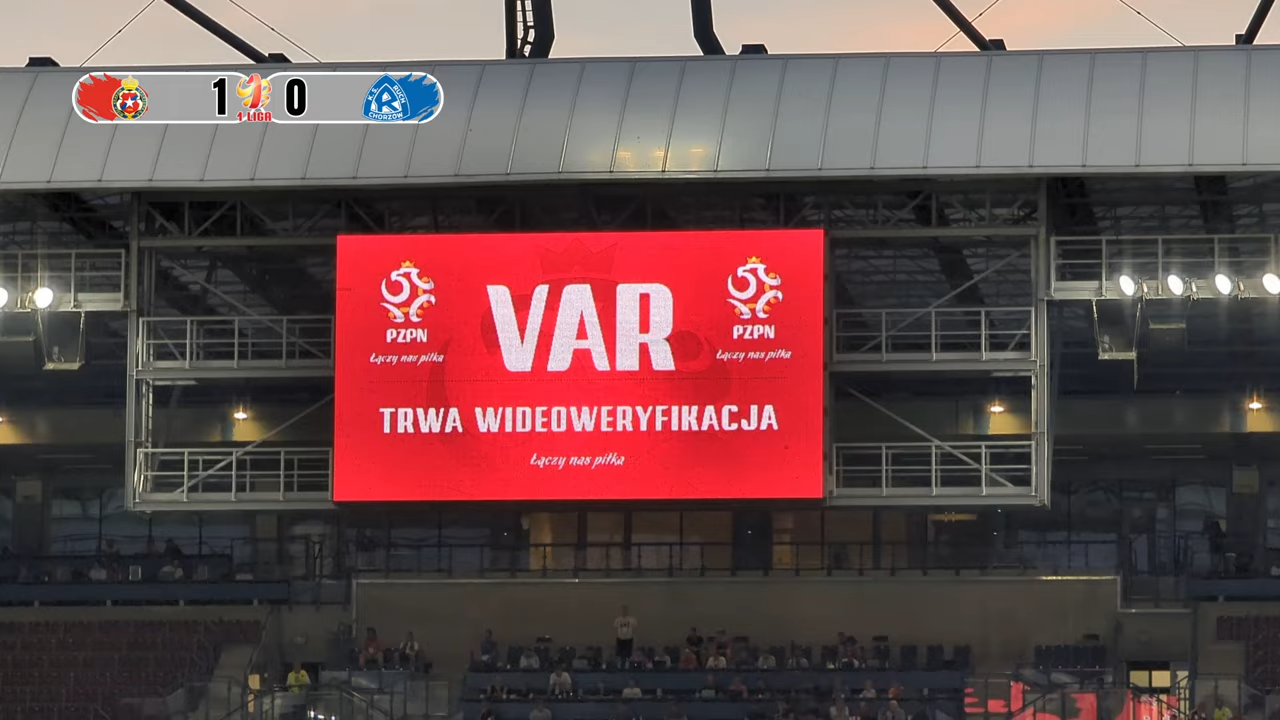 1 0
1 LIGA
K.S. RUCH
CHORZÓW
VAR
PZPN
Łączy nas piłka
PZPN
Łączy nas piłka
TRWA WIDEOWERYFIKACJA
Łączy nas piłka